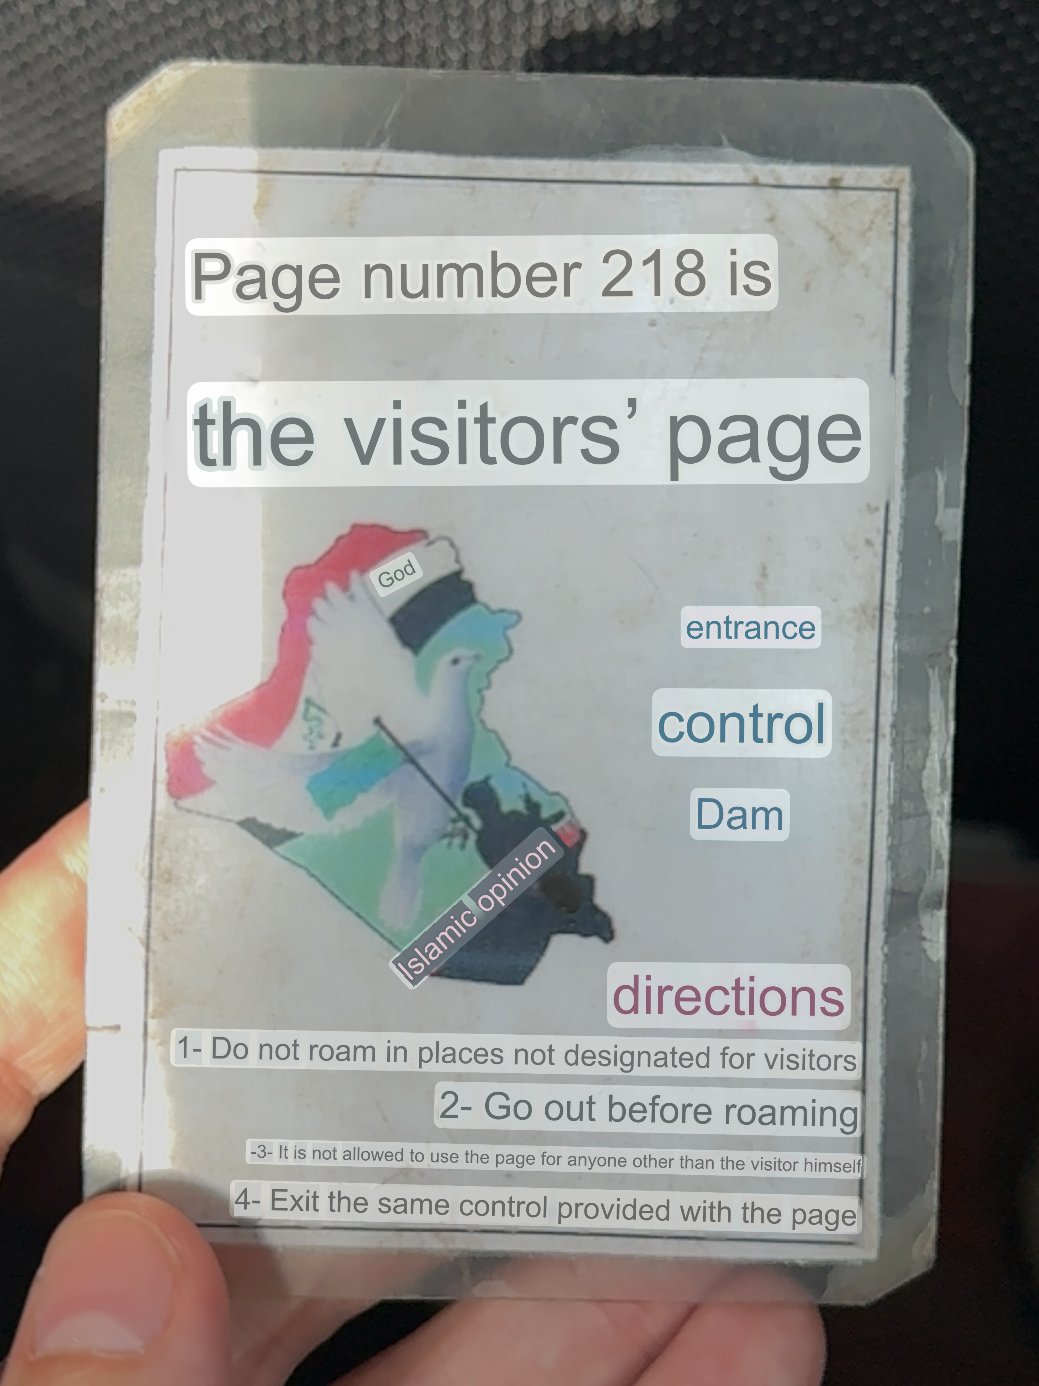 Page number 218 is
the visitors’ page
God
entrance
control
Dam
Islamic opinion
directions
1- Do not roam in places not designated for visitors
2- Go out before roaming
-3- It is not allowed to use the page for anyone other than the visitor himself
4- Exit the same control provided with the page